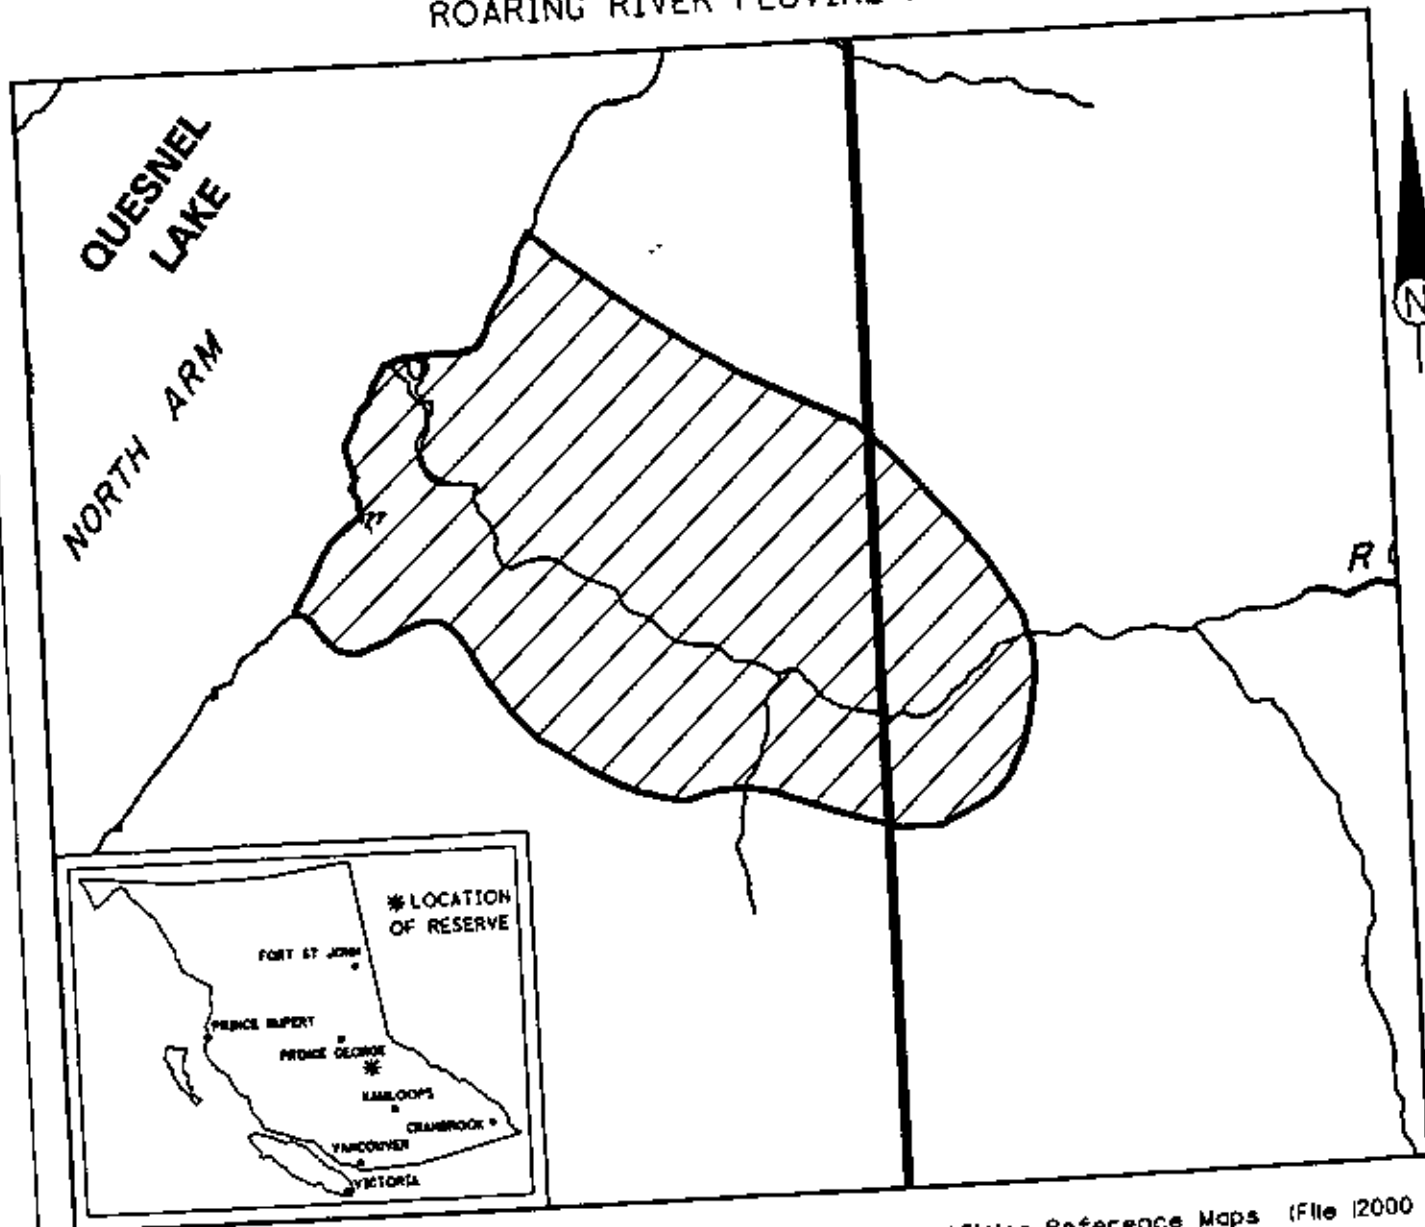 ROARING RIVER FLUVIAL
QUESNEL
LAKE
NORTH ARM
N
R
* LOCATION
OF RESERVE
FORT ST JOHN
PRINCE RUPERT
PRINCE GEORGE
KAMLOOPS
CRANBROOK
VANCOUVER
VICTORIA
Reference Maps (File 12000